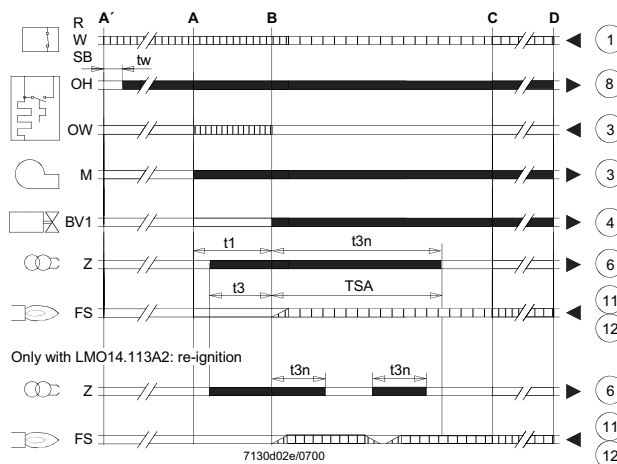 A´ A B C D
R
W 1
SB tw
OH 8
OW 3
M 3
BV1 4
t1 t3n
Z 6
t3 TSA
FS 11
12
Only with LMO14.113A2: re-ignition
t3n t3n
Z 6
FS 11
12
7130d02e/0700